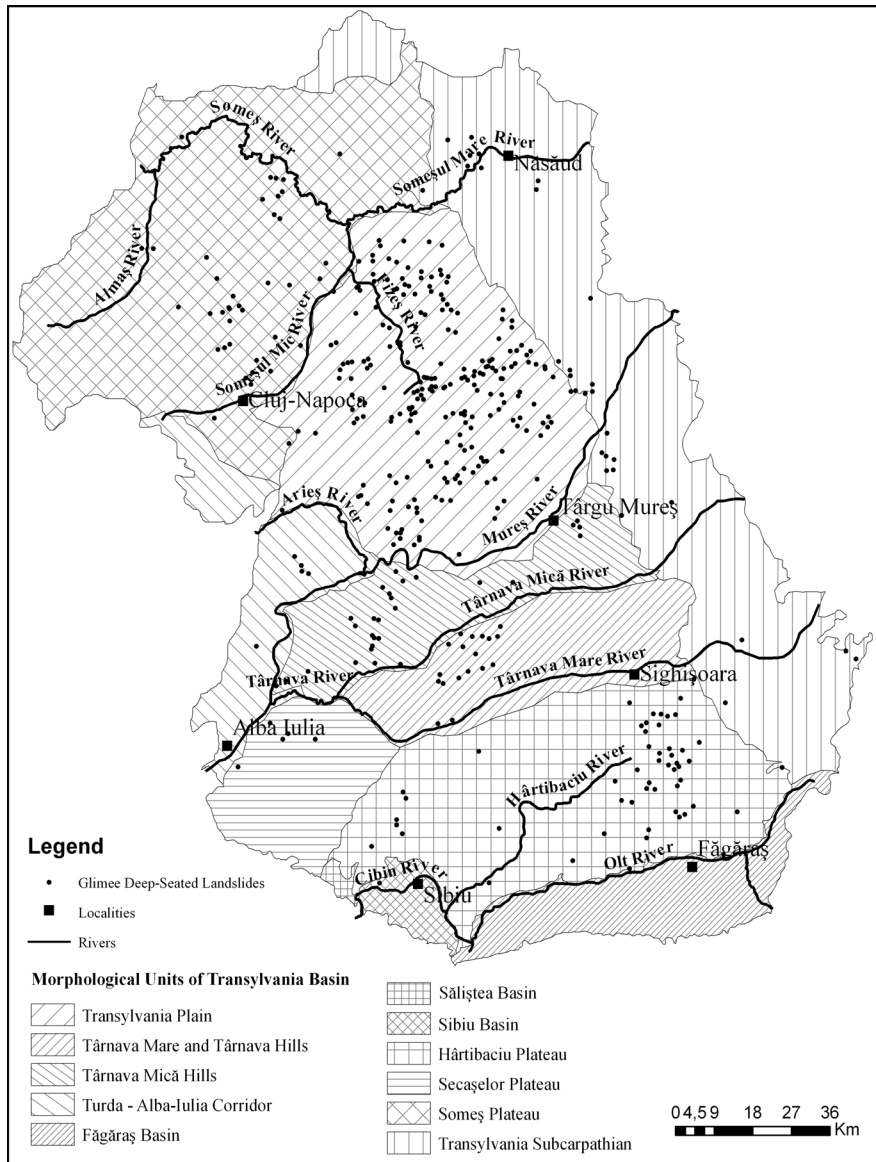 Someş River
Someşul Mare River
Năsăud
Almaş River
Fizeş River
Someşul Mic River
Cluj-Napoca
Arieş River
Mureş River
Târgu Mureş
Târnava Mică River
Târnava River
Târnava Mare River
Sighişoara
Alba Iulia
Hârtibaciu River
Făgăraş
Olt River
Cibin River
Sibiu
Legend
Glimee Deep-Seated Landslides
Localities
Rivers
Morphological Units of Transylvania Basin
Transylvania Plain
Târnava Mare and Târnava Hills
Târnava Mică Hills
Turda - Alba-Iulia Corridor
Făgăraş Basin
Săliştea Basin
Sibiu Basin
Hârtibaciu Plateau
Secaşelor Plateau
Someş Plateau
Transylvania Subcarpathian
0 4,5 9 18 27 36
Km